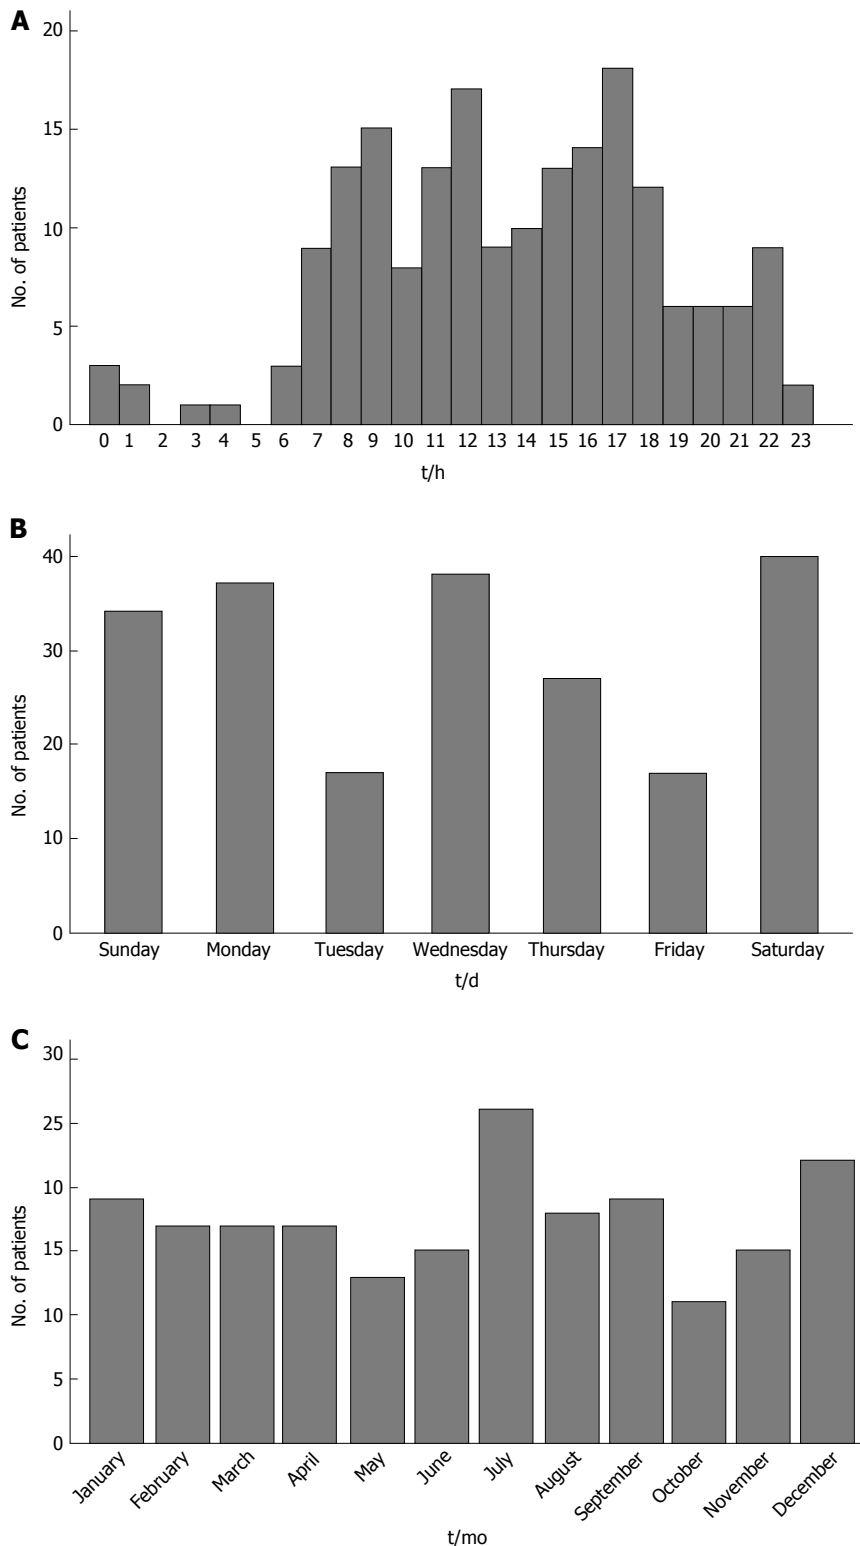 A
No. of patients
20
15
10
5
0
0 1 2 3 4 5 6 7 8 9 10 11 12 13 14 15 16 17 18 19 20 21 22 23
t/h
B
No. of patients
40
30
20
10
0
Sunday Monday Tuesday Wednesday Thursday Friday Saturday
t/d
C
No. of patients
30
25
10
15
10
5
0
January February March April May June July August September October November December
t/mo